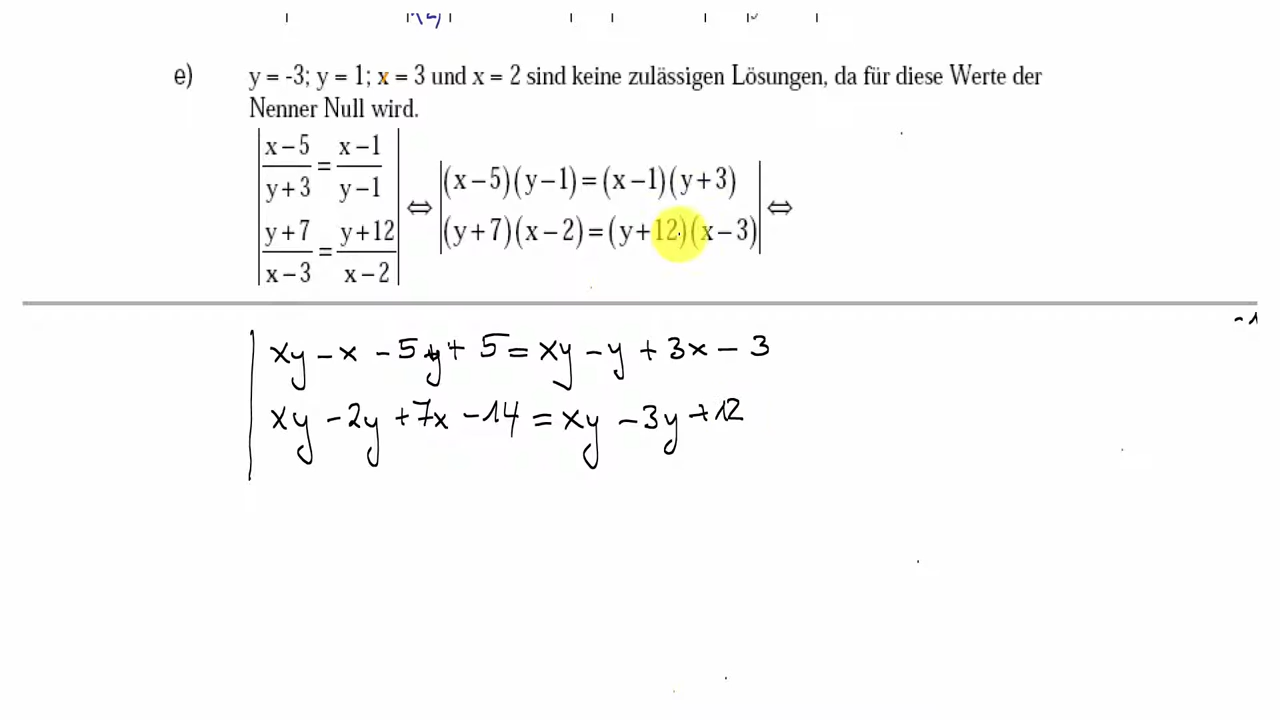 e) y = -3; y = 1; x = 3 und x = 2 sind keine zulässigen Lösungen, da für diese Werte der
Nenner Null wird.
|(x−5)/(y+3) = (x−1)/(y−1)| ⇔ |(x−5)(y−1)=(x−1)(y+3)| ⇔
|(y+7)/(x−3) = (y+12)/(x−2)| |(y+7)(x−2)=(y+12)(x−3)|
xy − x − 5y + 5 = xy − y + 3x − 3
xy − 2y + 7x − 14 = xy − 3y + 12